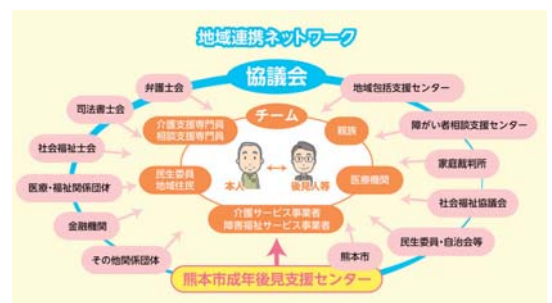 地域連携ネットワーク
協議会
弁護士会
司法書士会
社会福祉士会
医療・福祉関係団体
金融機関
その他関係団体
地域包括支援センター
障がい者相談支援センター
家庭裁判所
社会福祉協議会
民生委員・自治会等
熊本市
チーム
介護支援専門員
相談支援専門員
親族
民生委員
地域住民
医療機関
本人
後見人等
介護サービス事業者
障害福祉サービス事業者
熊本市成年後見支援センター